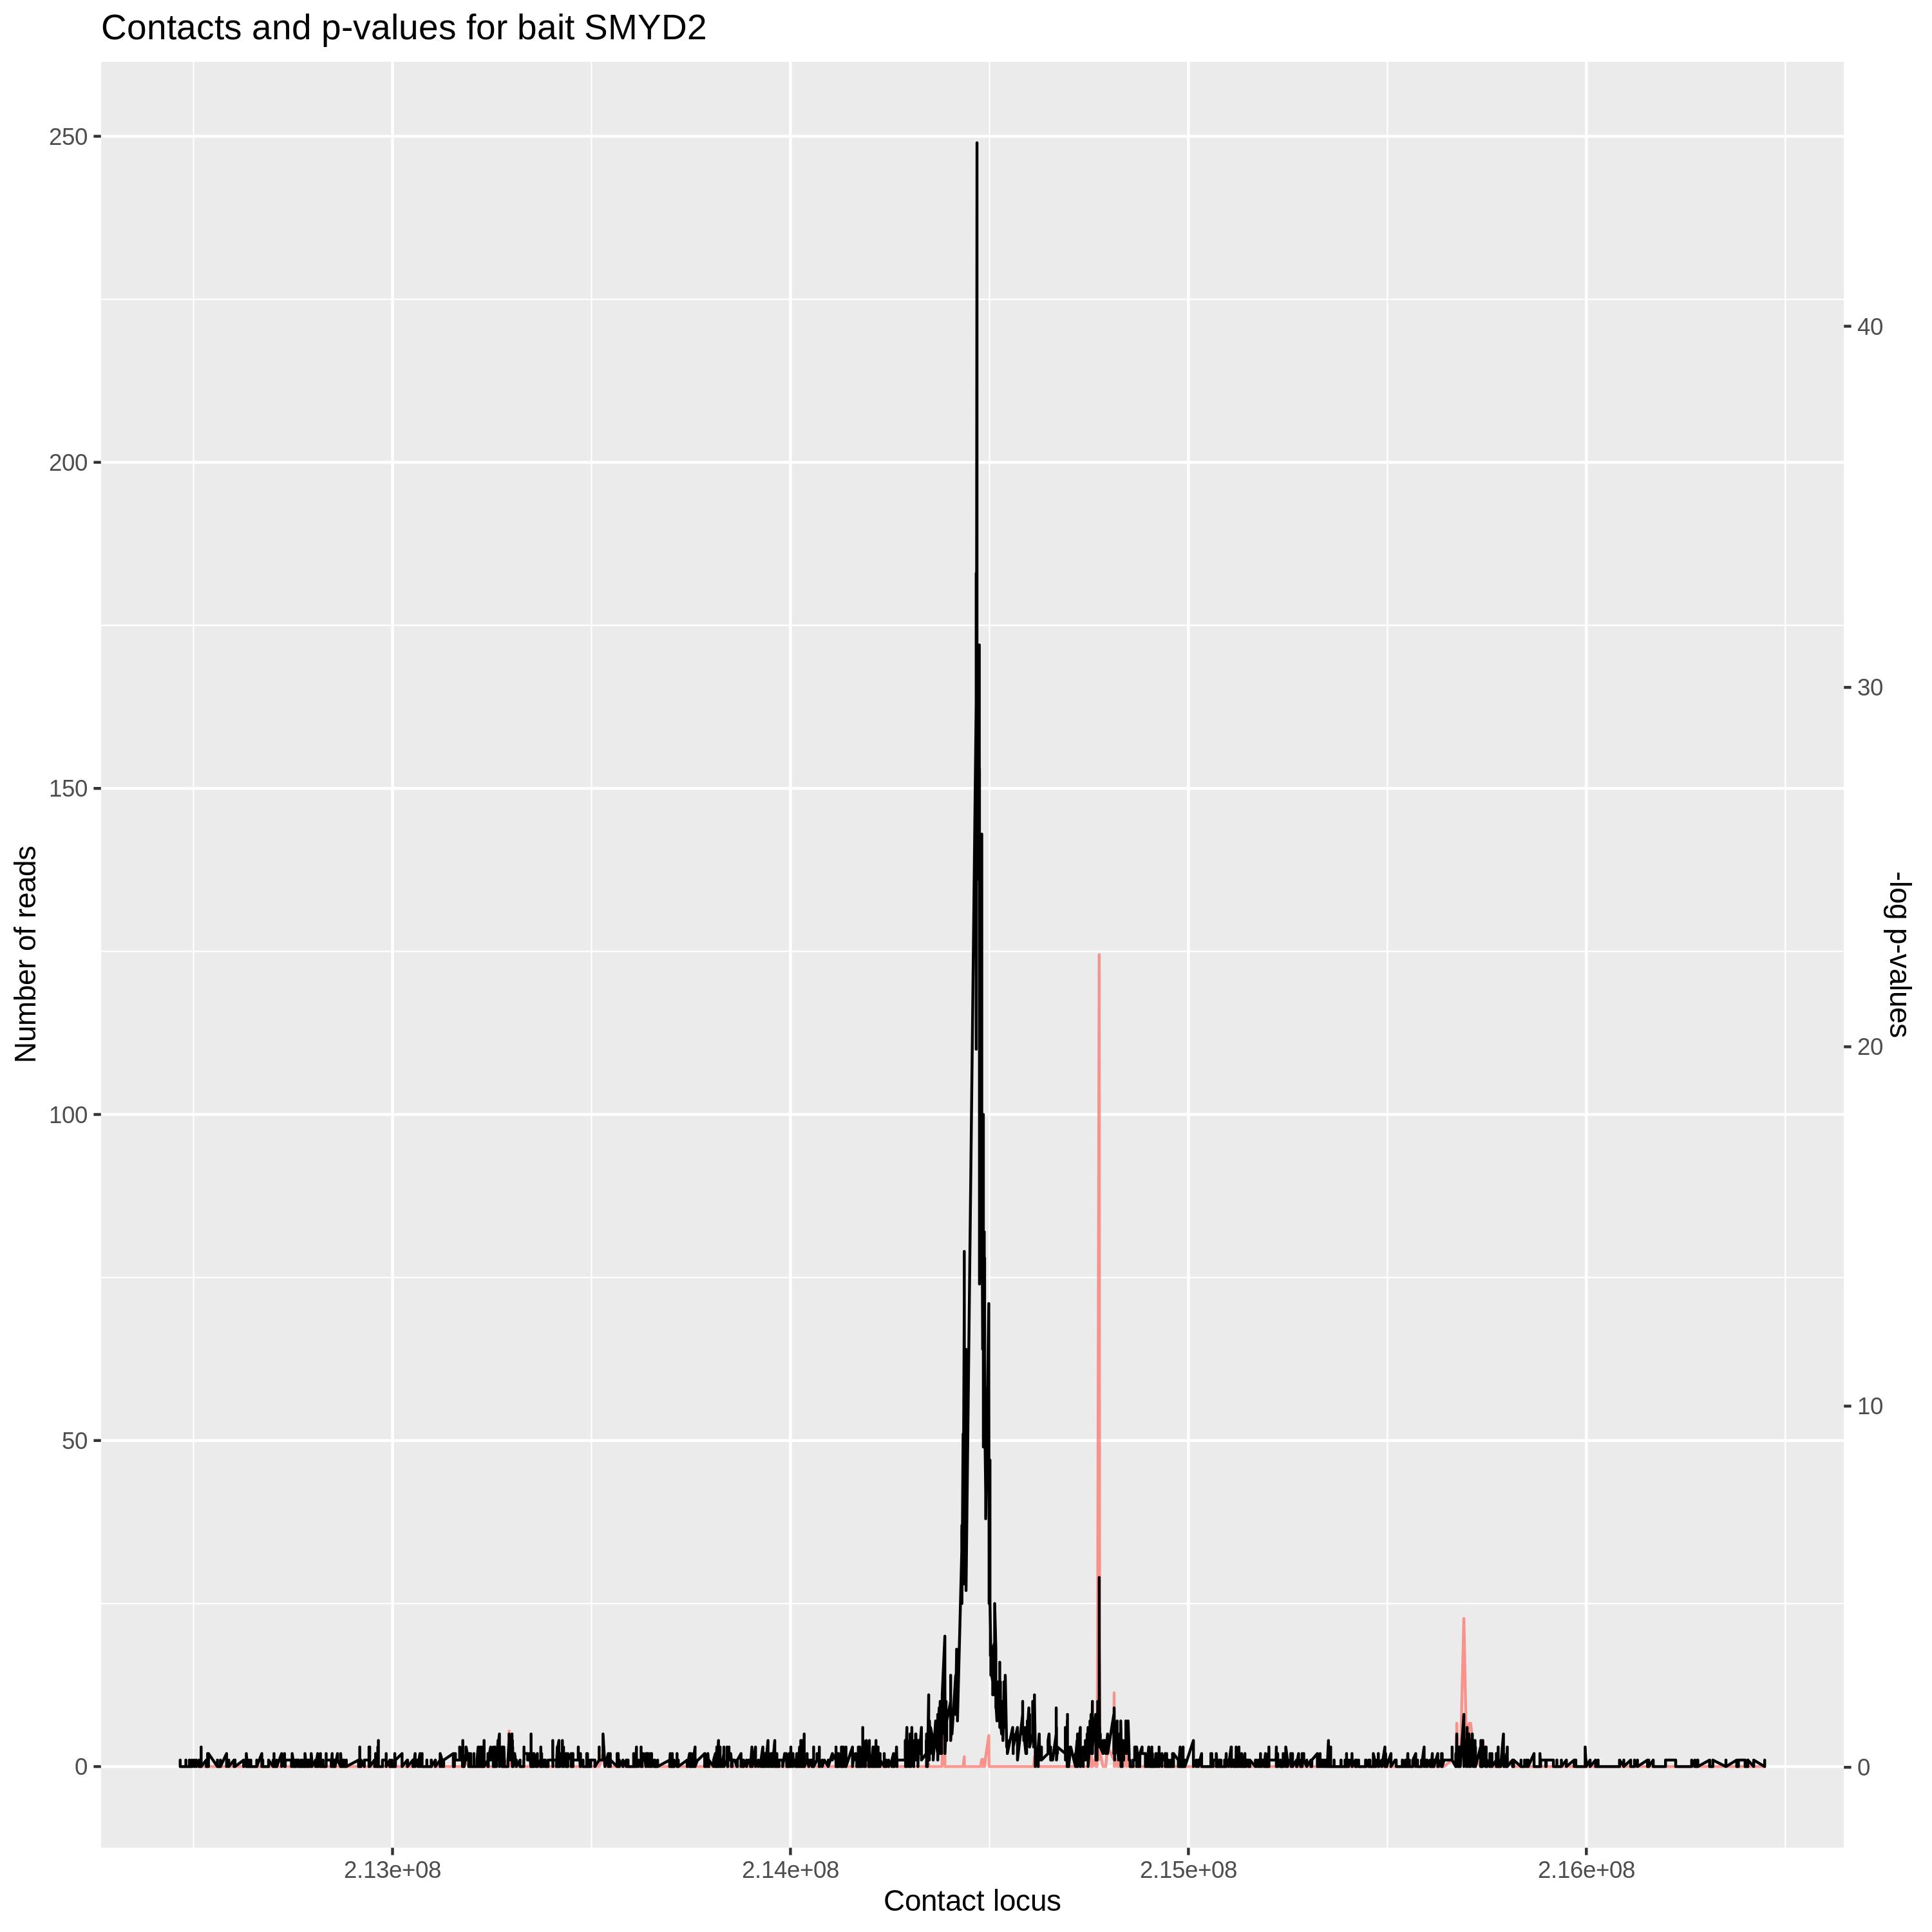 Contacts and p-values for bait SMYD2
250
200
150
100
50
0
Number of reads
40
30
20
10
0
-log p-values
2.13e+08
2.14e+08
2.15e+08
2.16e+08
Contact locus